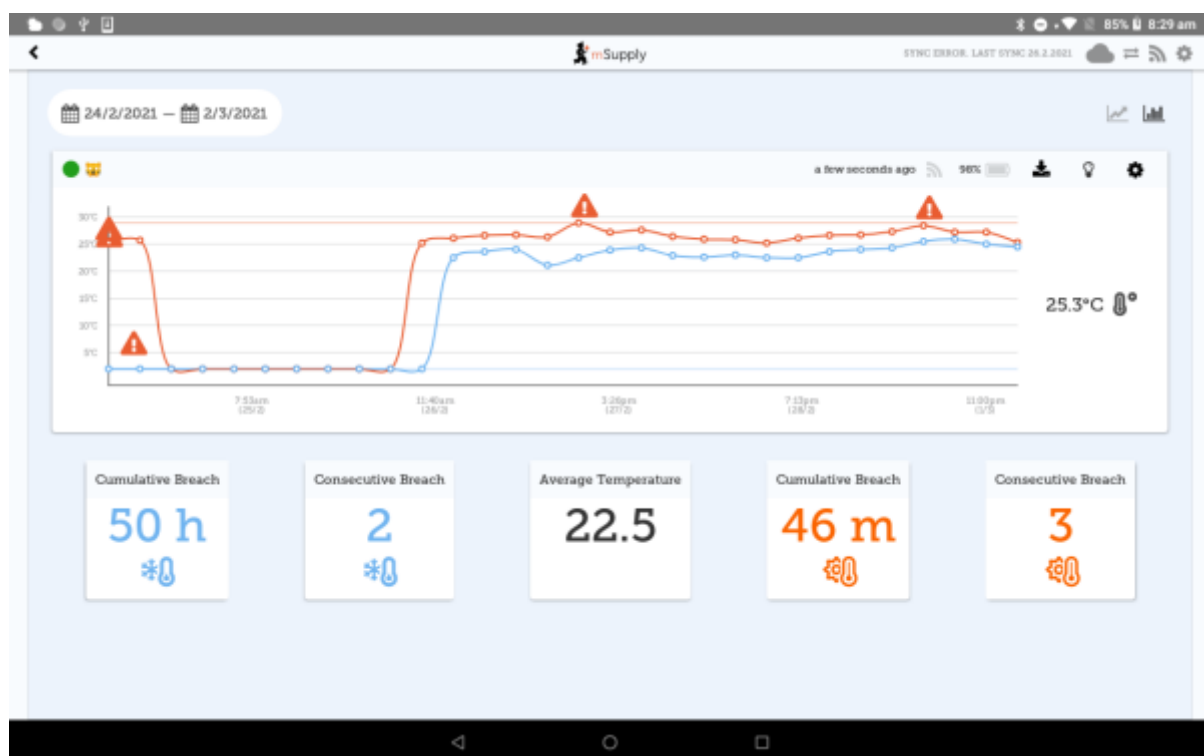 85% 8:29 am
mSupply
SYNC ERROR. LAST SYNC 26.2.2021
24/2/2021 — 2/3/2021
a few seconds ago 98%
30°C
25°C
20°C
15°C
10°C
5°C
7:53am 11:40am 3:26pm 7:13pm 11:00pm
(25/2) (26/2) (27/2) (28/2) (1/3)
25.3°C
Cumulative Breach Consecutive Breach Average Temperature Cumulative Breach Consecutive Breach
50 h 2 22.5 46 m 3